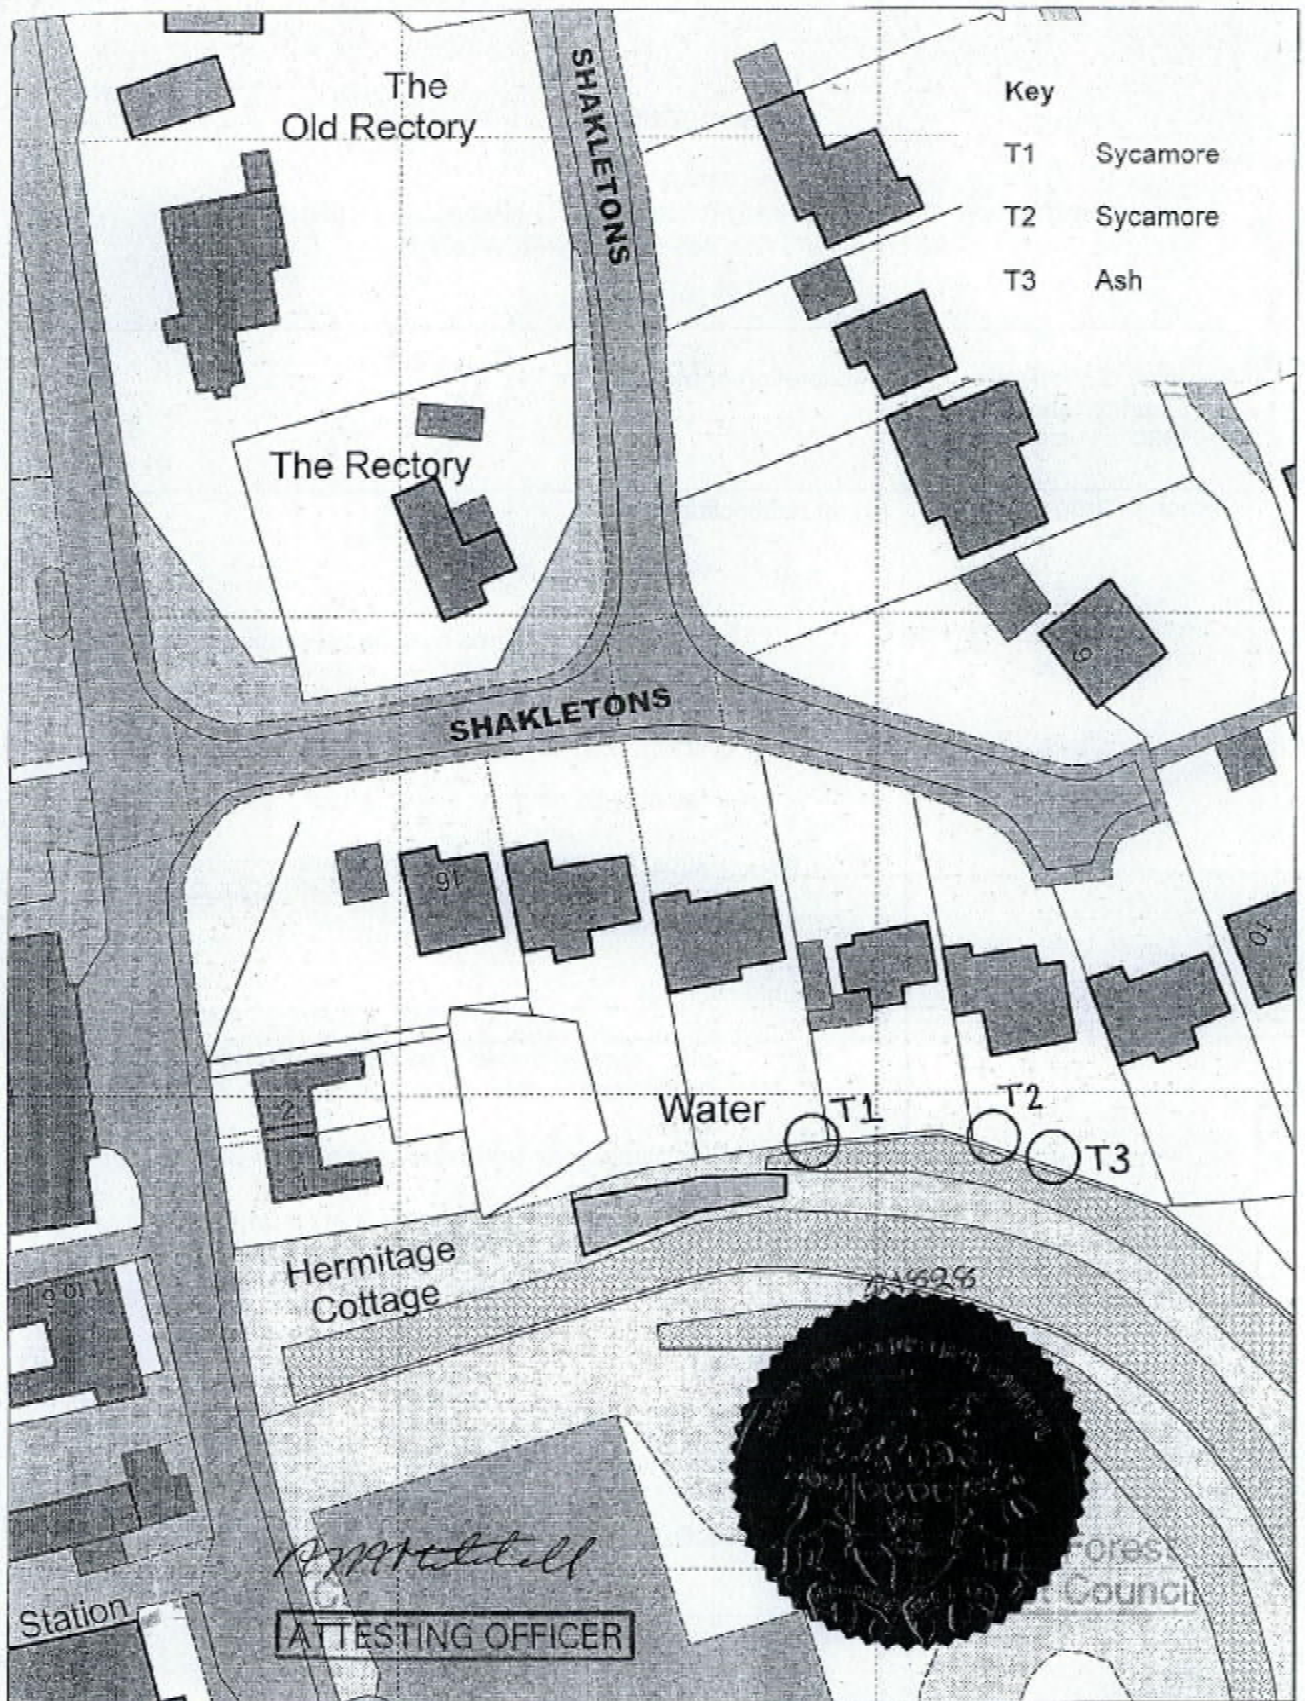 The
Old Rectory
SHAKLETONS
Key
T1 Sycamore
T2 Sycamore
T3 Ash
The Rectory
9
SHAKLETONS
16
10
2
1
Water
T1
T2
T3
Hermitage
Cottage
Forest
Council
Station
ATTESTING OFFICER